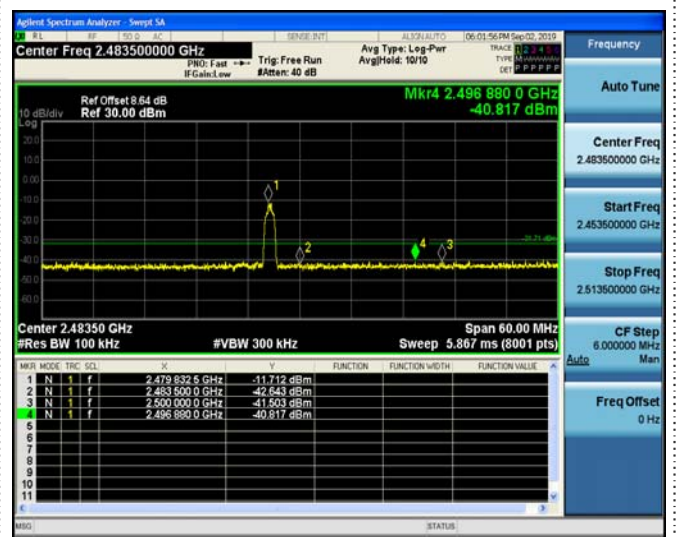 Agilent Spectrum Analyzer - Swept SA
RL RF 50 Ω AC SENSE:INT ALIGNAUTO 06:01:56 PM Sep 02, 2019
Center Freq 2.483500000 GHz
PNO: Fast
IFGain:Low
Trig: Free Run
#Atten: 40 dB
Avg Type: Log-Pwr
Avg|Hold: 10/10
TRACE 1 2 3 4 5 6
TYPE M
DET P P P P P P
Ref Offset 8.64 dB
10 dB/div Ref 30.00 dBm
Log
Mkr4 2.496 880 0 GHz
-40.817 dBm
20.0
10.0
0.00
-10.0
-20.0
-30.0
-40.0
-50.0
-60.0
1
2
4
3
-31.71 dBm
Center 2.48350 GHz Span 60.00 MHz
#Res BW 100 kHz #VBW 300 kHz Sweep 5.867 ms (8001 pts)
MKR MODE TRC SCL X Y FUNCTION FUNCTION WIDTH FUNCTION VALUE
1 N 1 f 2.479 832 5 GHz -11.712 dBm
2 N 1 f 2.483 500 0 GHz -42.643 dBm
3 N 1 f 2.500 000 0 GHz -41.503 dBm
4 N 1 f 2.496 880 0 GHz -40.817 dBm
5
6
7
8
9
10
11
MSG STATUS
Frequency
Auto Tune
Center Freq
2.483500000 GHz
Start Freq
2.453500000 GHz
Stop Freq
2.513500000 GHz
CF Step
6.000000 MHz
Auto Man
Freq Offset
0 Hz